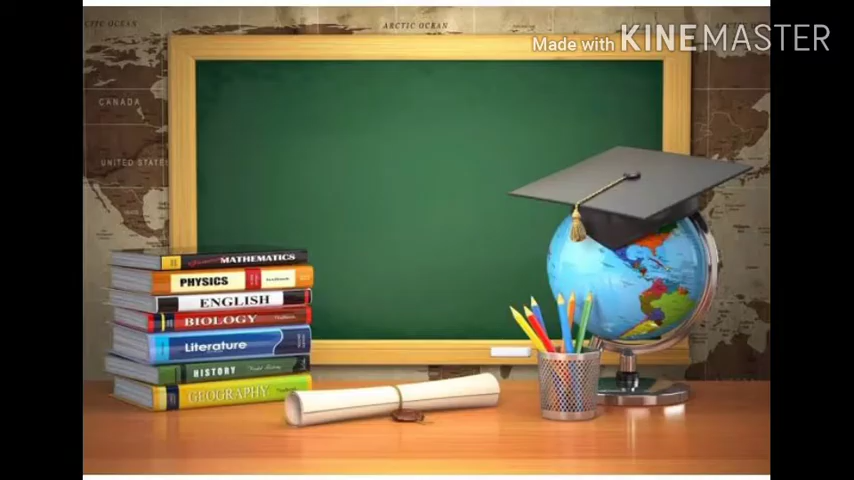 ARCTIC OCEAN
Made with KINEMASTER
CANADA
UNITED STATES
MATHEMATICS
PHYSICS
ENGLISH
BIOLOGY
Literature
HISTORY
GEOGRAPHY